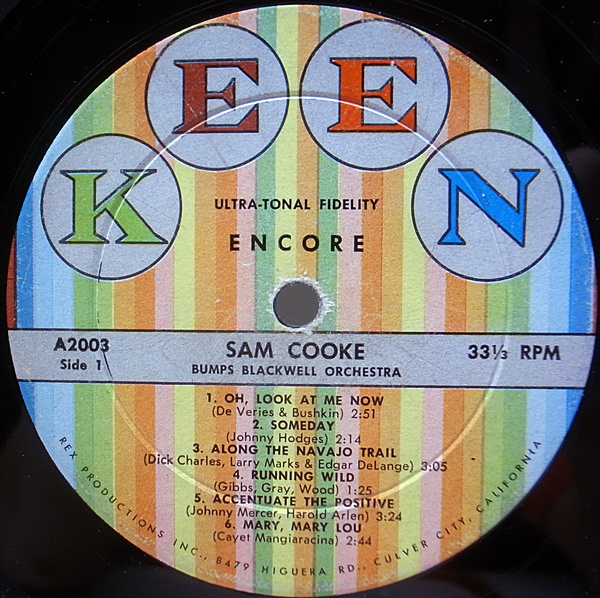 KEEN
ULTRA-TONAL FIDELITY
ENCORE
A2003
Side 1
SAM COOKE
BUMPS BLACKWELL ORCHESTRA
33⅓ RPM
1. OH, LOOK AT ME NOW
(De Veries & Bushkin) 2:51
2. SOMEDAY
(Johnny Hodges) 2:14
3. ALONG THE NAVAJO TRAIL
(Dick Charles, Larry Marks & Edgar DeLange) 3:05
4. RUNNING WILD
(Gibbs, Gray, Wood) 1:25
5. ACCENTUATE THE POSITIVE
(Johnny Mercer, Harold Arlen) 3:24
6. MARY, MARY LOU
(Cayet Mangiaracina) 2:44
REX PRODUCTIONS INC., 8479 HIGUERA RD., CULVER CITY, CALIFORNIA